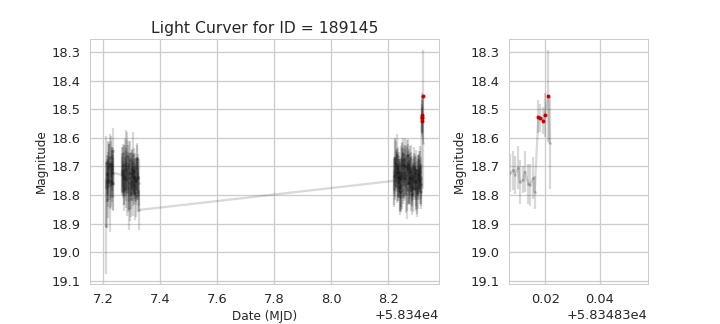 Light Curver for ID = 189145
Magnitude
18.3
18.4
18.5
18.6
18.7
18.8
18.9
19.0
19.1
7.2 7.4 7.6 7.8 8.0 8.2
Date (MJD)
+5.834e4
Magnitude
18.3
18.4
18.5
18.6
18.7
18.8
18.9
19.0
19.1
0.02 0.04
+5.83483e4